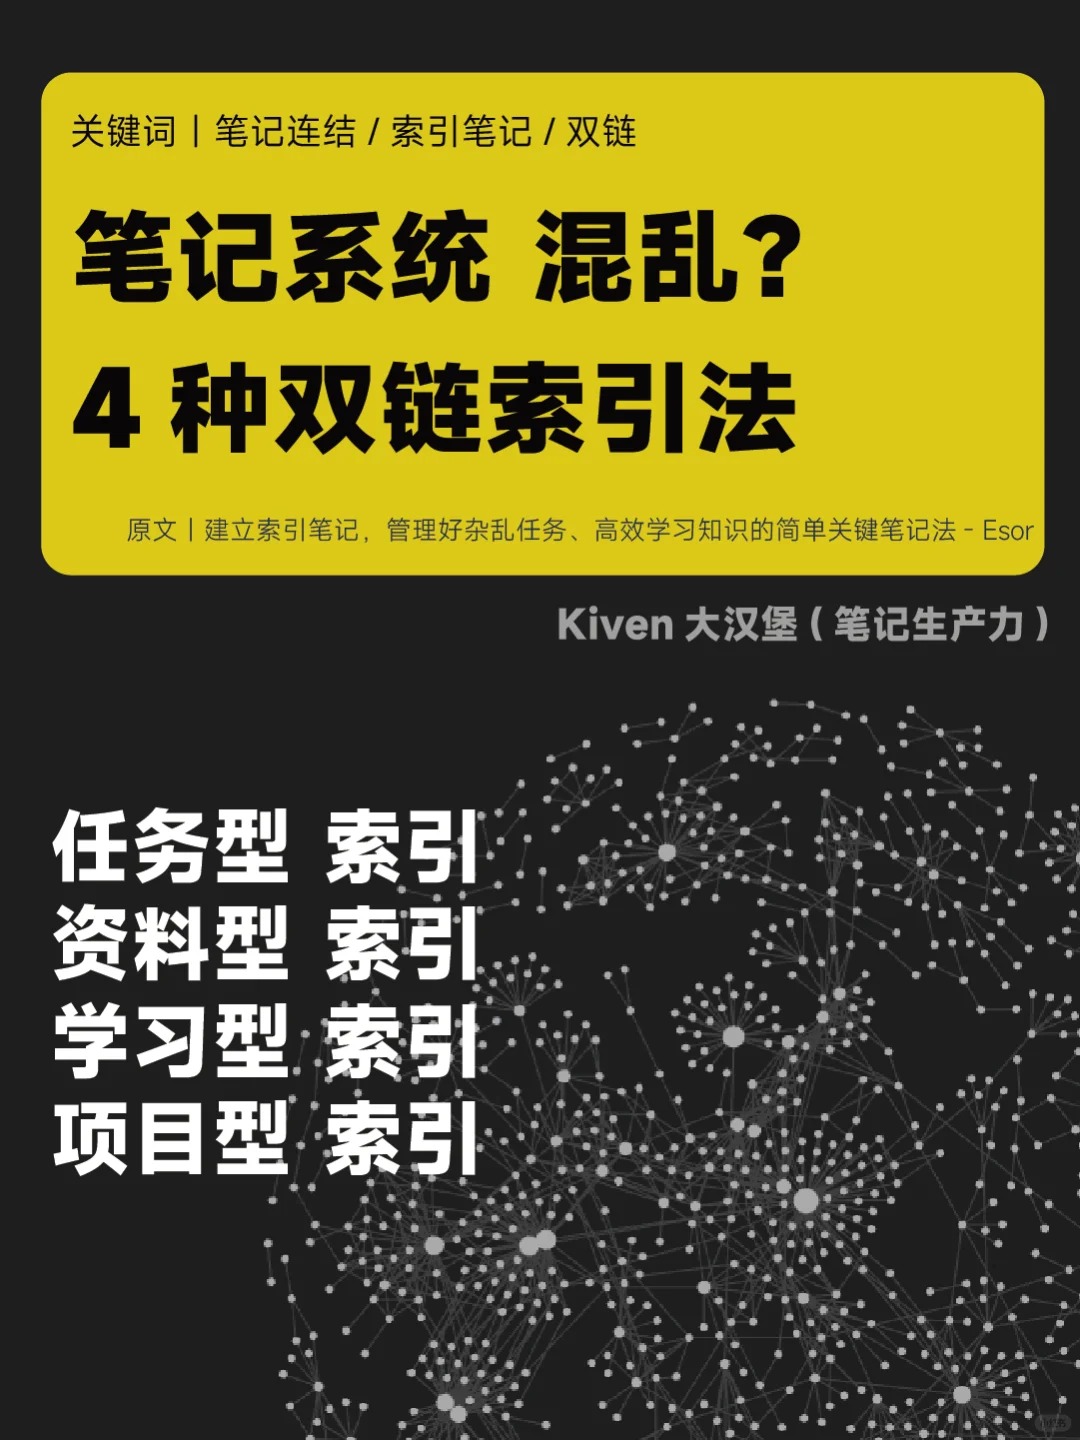 关键词｜笔记连结 / 索引笔记 / 双链
笔记系统 混乱？
4 种双链索引法
原文｜建立索引笔记，管理好杂乱任务、高效学习知识的简单关键笔记法 - Esor
Kiven 大汉堡（笔记生产力）
任务型 索引
资料型 索引
学习型 索引
项目型 索引